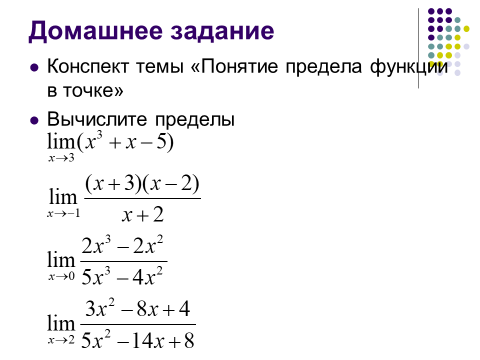 Домашнее задание
Конспект темы «Понятие предела функции
в точке»
Вычислите пределы
lim(x³ + x − 5)
x→3
lim (x + 3)(x − 2) / (x + 2)
x→−1
lim (2x³ − 2x²) / (5x³ − 4x²)
x→0
lim (3x² − 8x + 4) / (5x² − 14x + 8)
x→2